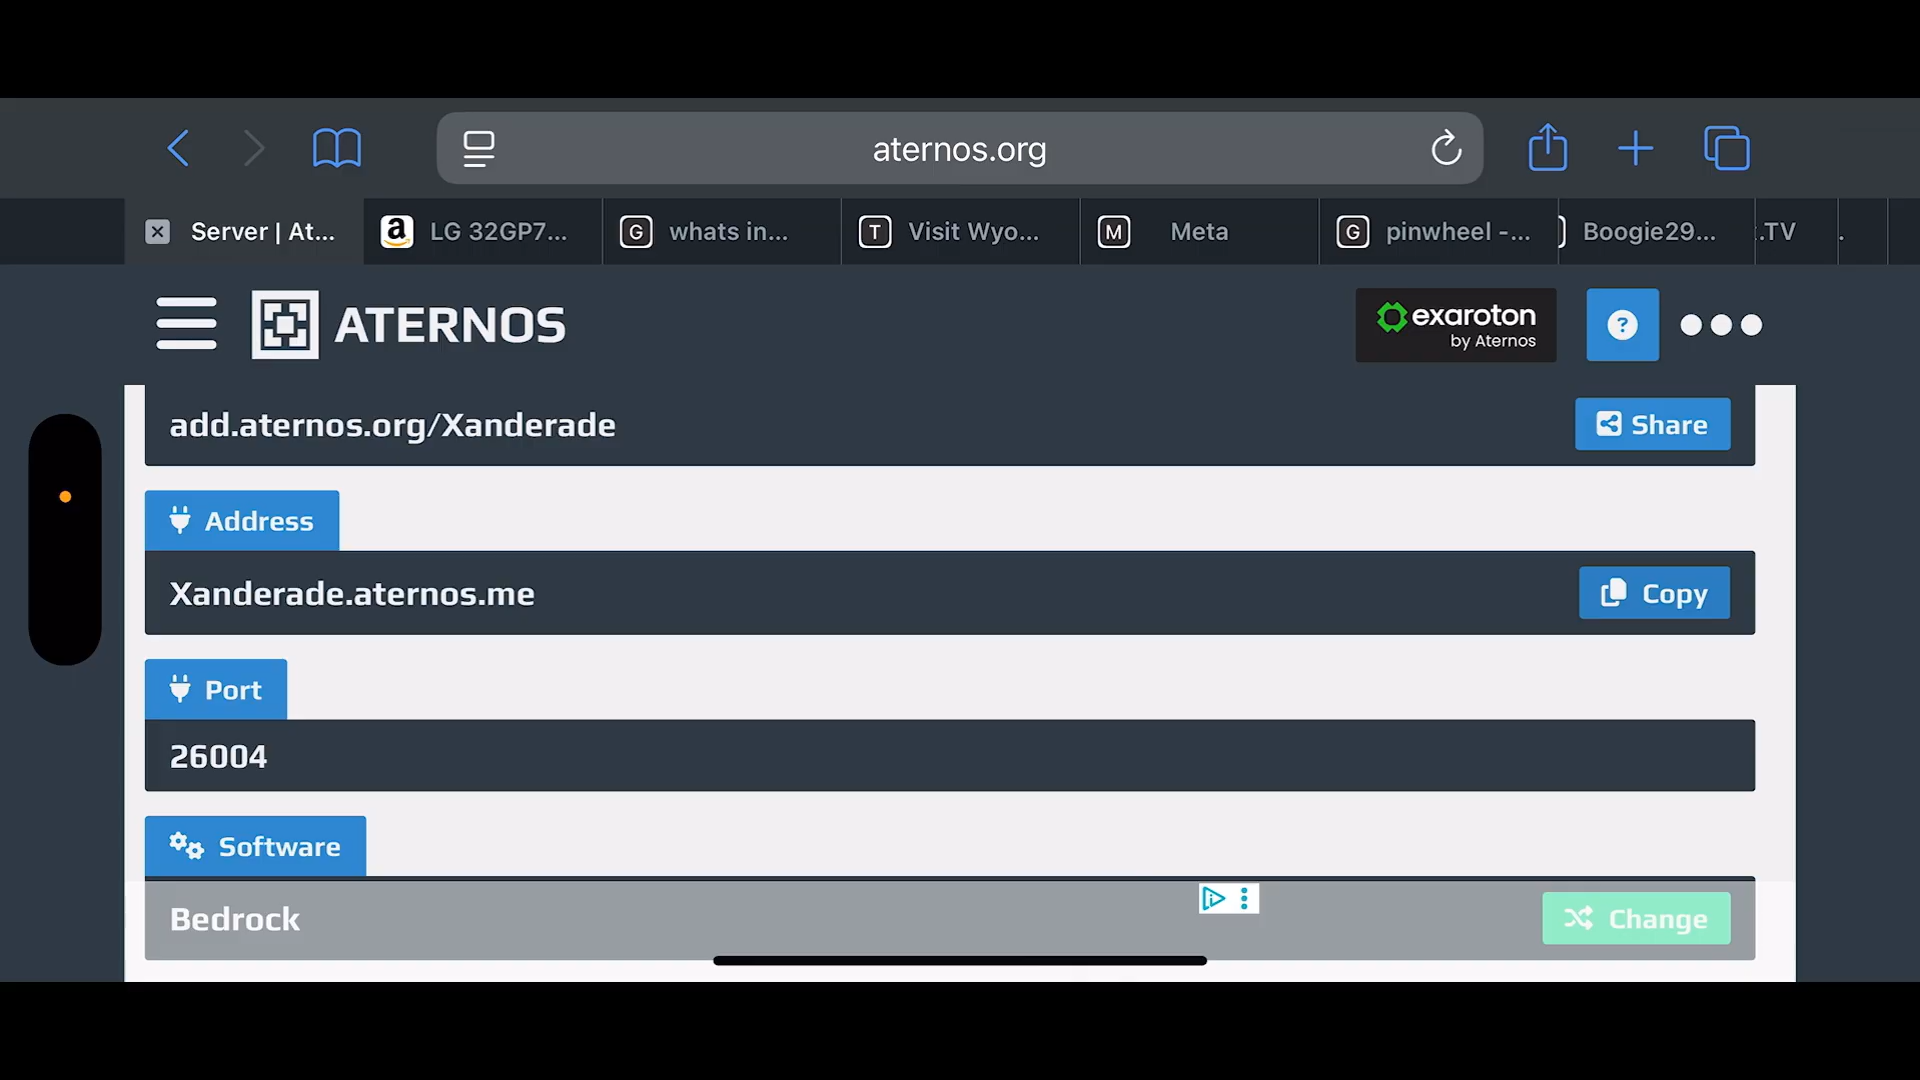 aternos.org
Server | At...
LG 32GP7...
G
whats in...
T
Visit Wyo...
M
Meta
G
pinwheel -...
Boogie29...
.TV
.
ATERNOS
exaroton
by Aternos
?
add.aternos.org/Xanderade
Share
Address
Xanderade.aternos.me
Copy
Port
26004
Software
Bedrock
Change